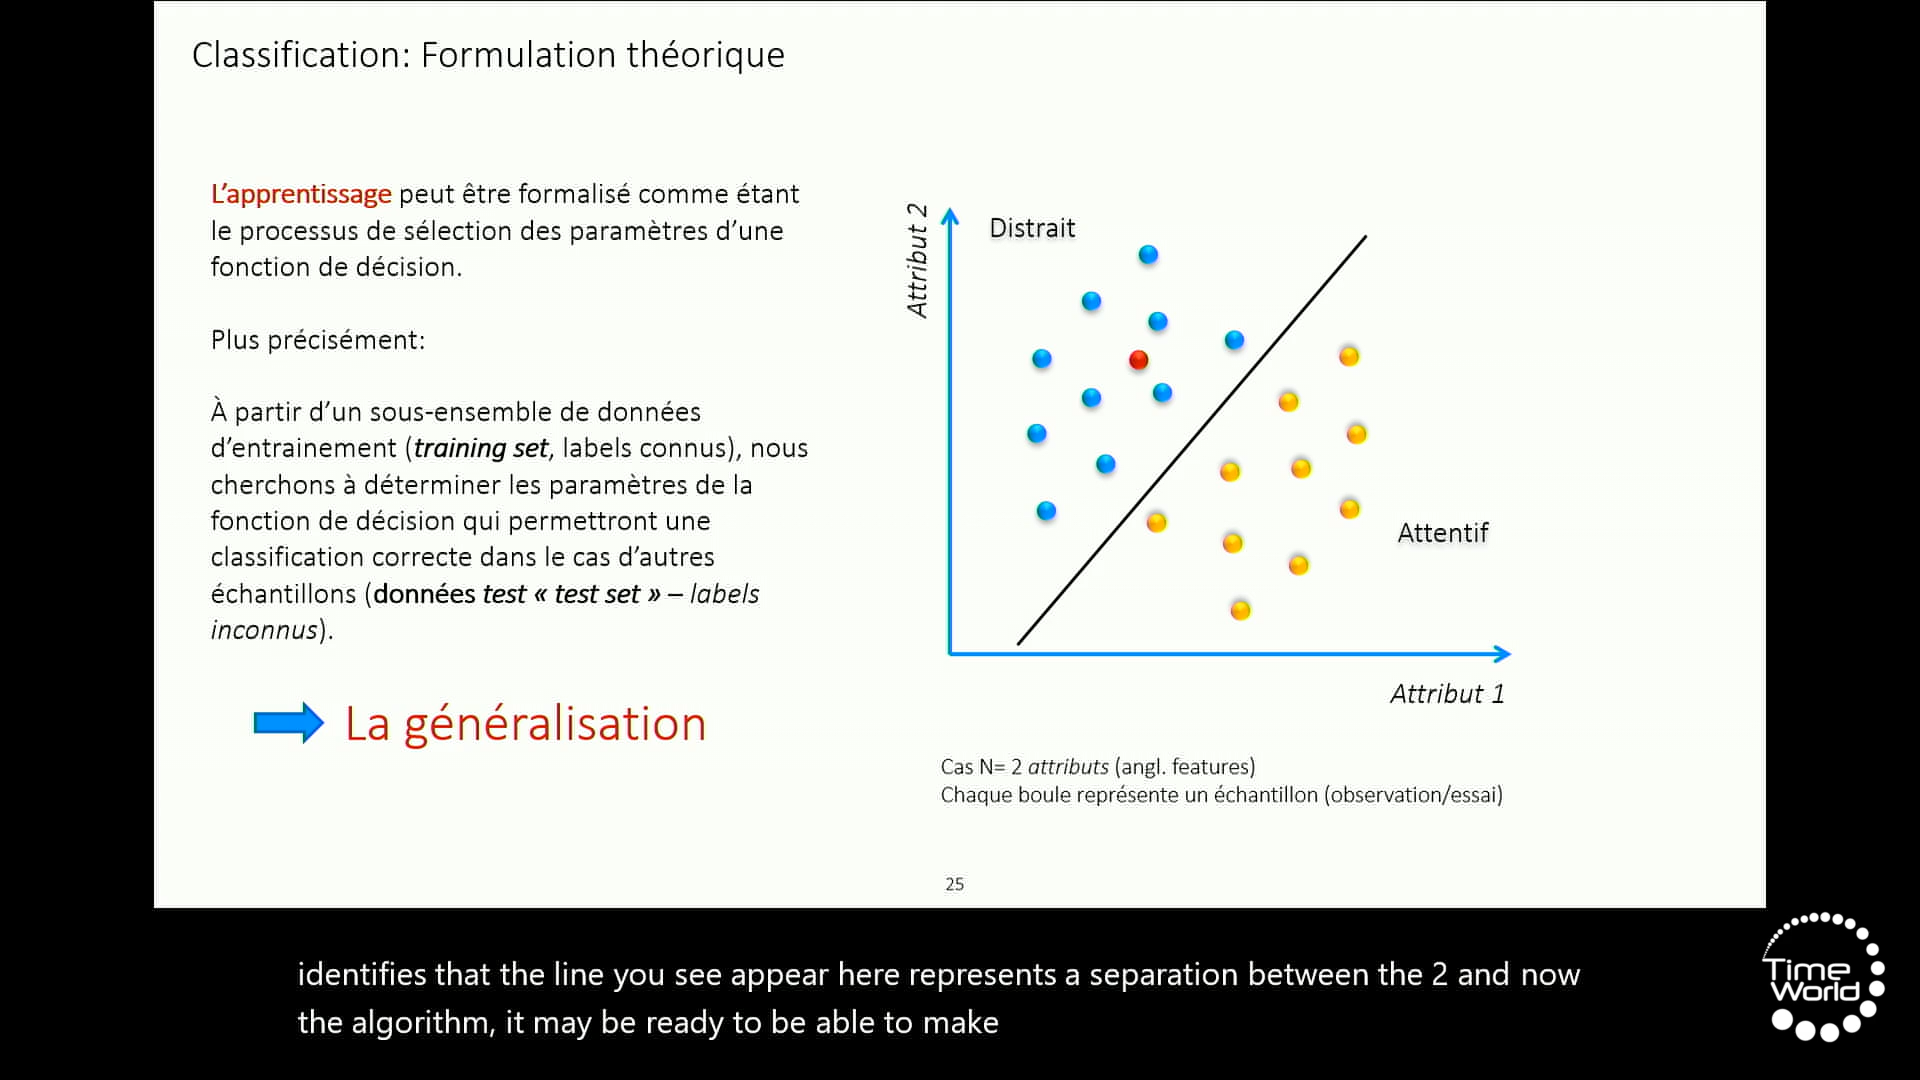 Classification: Formulation théorique
L’apprentissage peut être formalisé comme étant
le processus de sélection des paramètres d’une
fonction de décision.
Plus précisément:
À partir d’un sous-ensemble de données
d’entrainement (training set, labels connus), nous
cherchons à déterminer les paramètres de la
fonction de décision qui permettront une
classification correcte dans le cas d’autres
échantillons (données test « test set » – labels
inconnus).
La généralisation
Attribut 2
Distrait
Attentif
Attribut 1
Cas N= 2 attributs (angl. features)
Chaque boule représente un échantillon (observation/essai)
25
identifies that the line you see appear here represents a separation between the 2 and now
the algorithm, it may be ready to be able to make
Time
World